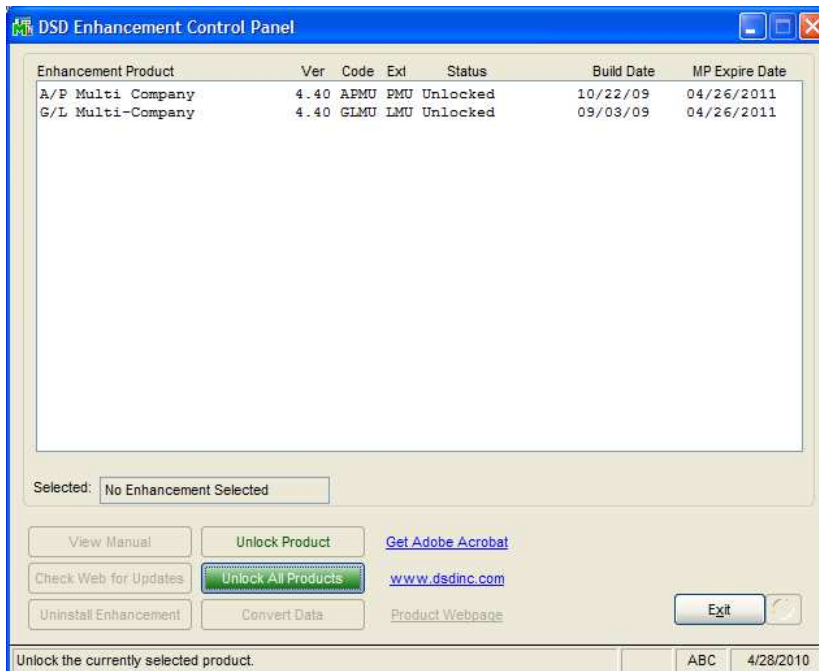 DSD Enhancement Control Panel
Enhancement Product Ver Code Ext Status Build Date MP Expire Date
A/P Multi Company 4.40 APMU PMU Unlocked 10/22/09 04/26/2011
G/L Multi-Company 4.40 GLMU LMU Unlocked 09/03/09 04/26/2011
Selected: No Enhancement Selected
View Manual Unlock Product Get Adobe Acrobat
Check Web for Updates Unlock All Products www.dsdinc.com
Uninstall Enhancement Convert Data Product Webpage Exit
Unlock the currently selected product. ABC 4/28/2010